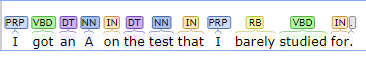 PRP VBD DT NN IN DT NN IN PRP RB VBD IN .
I got an A on the test that I barely studied for.